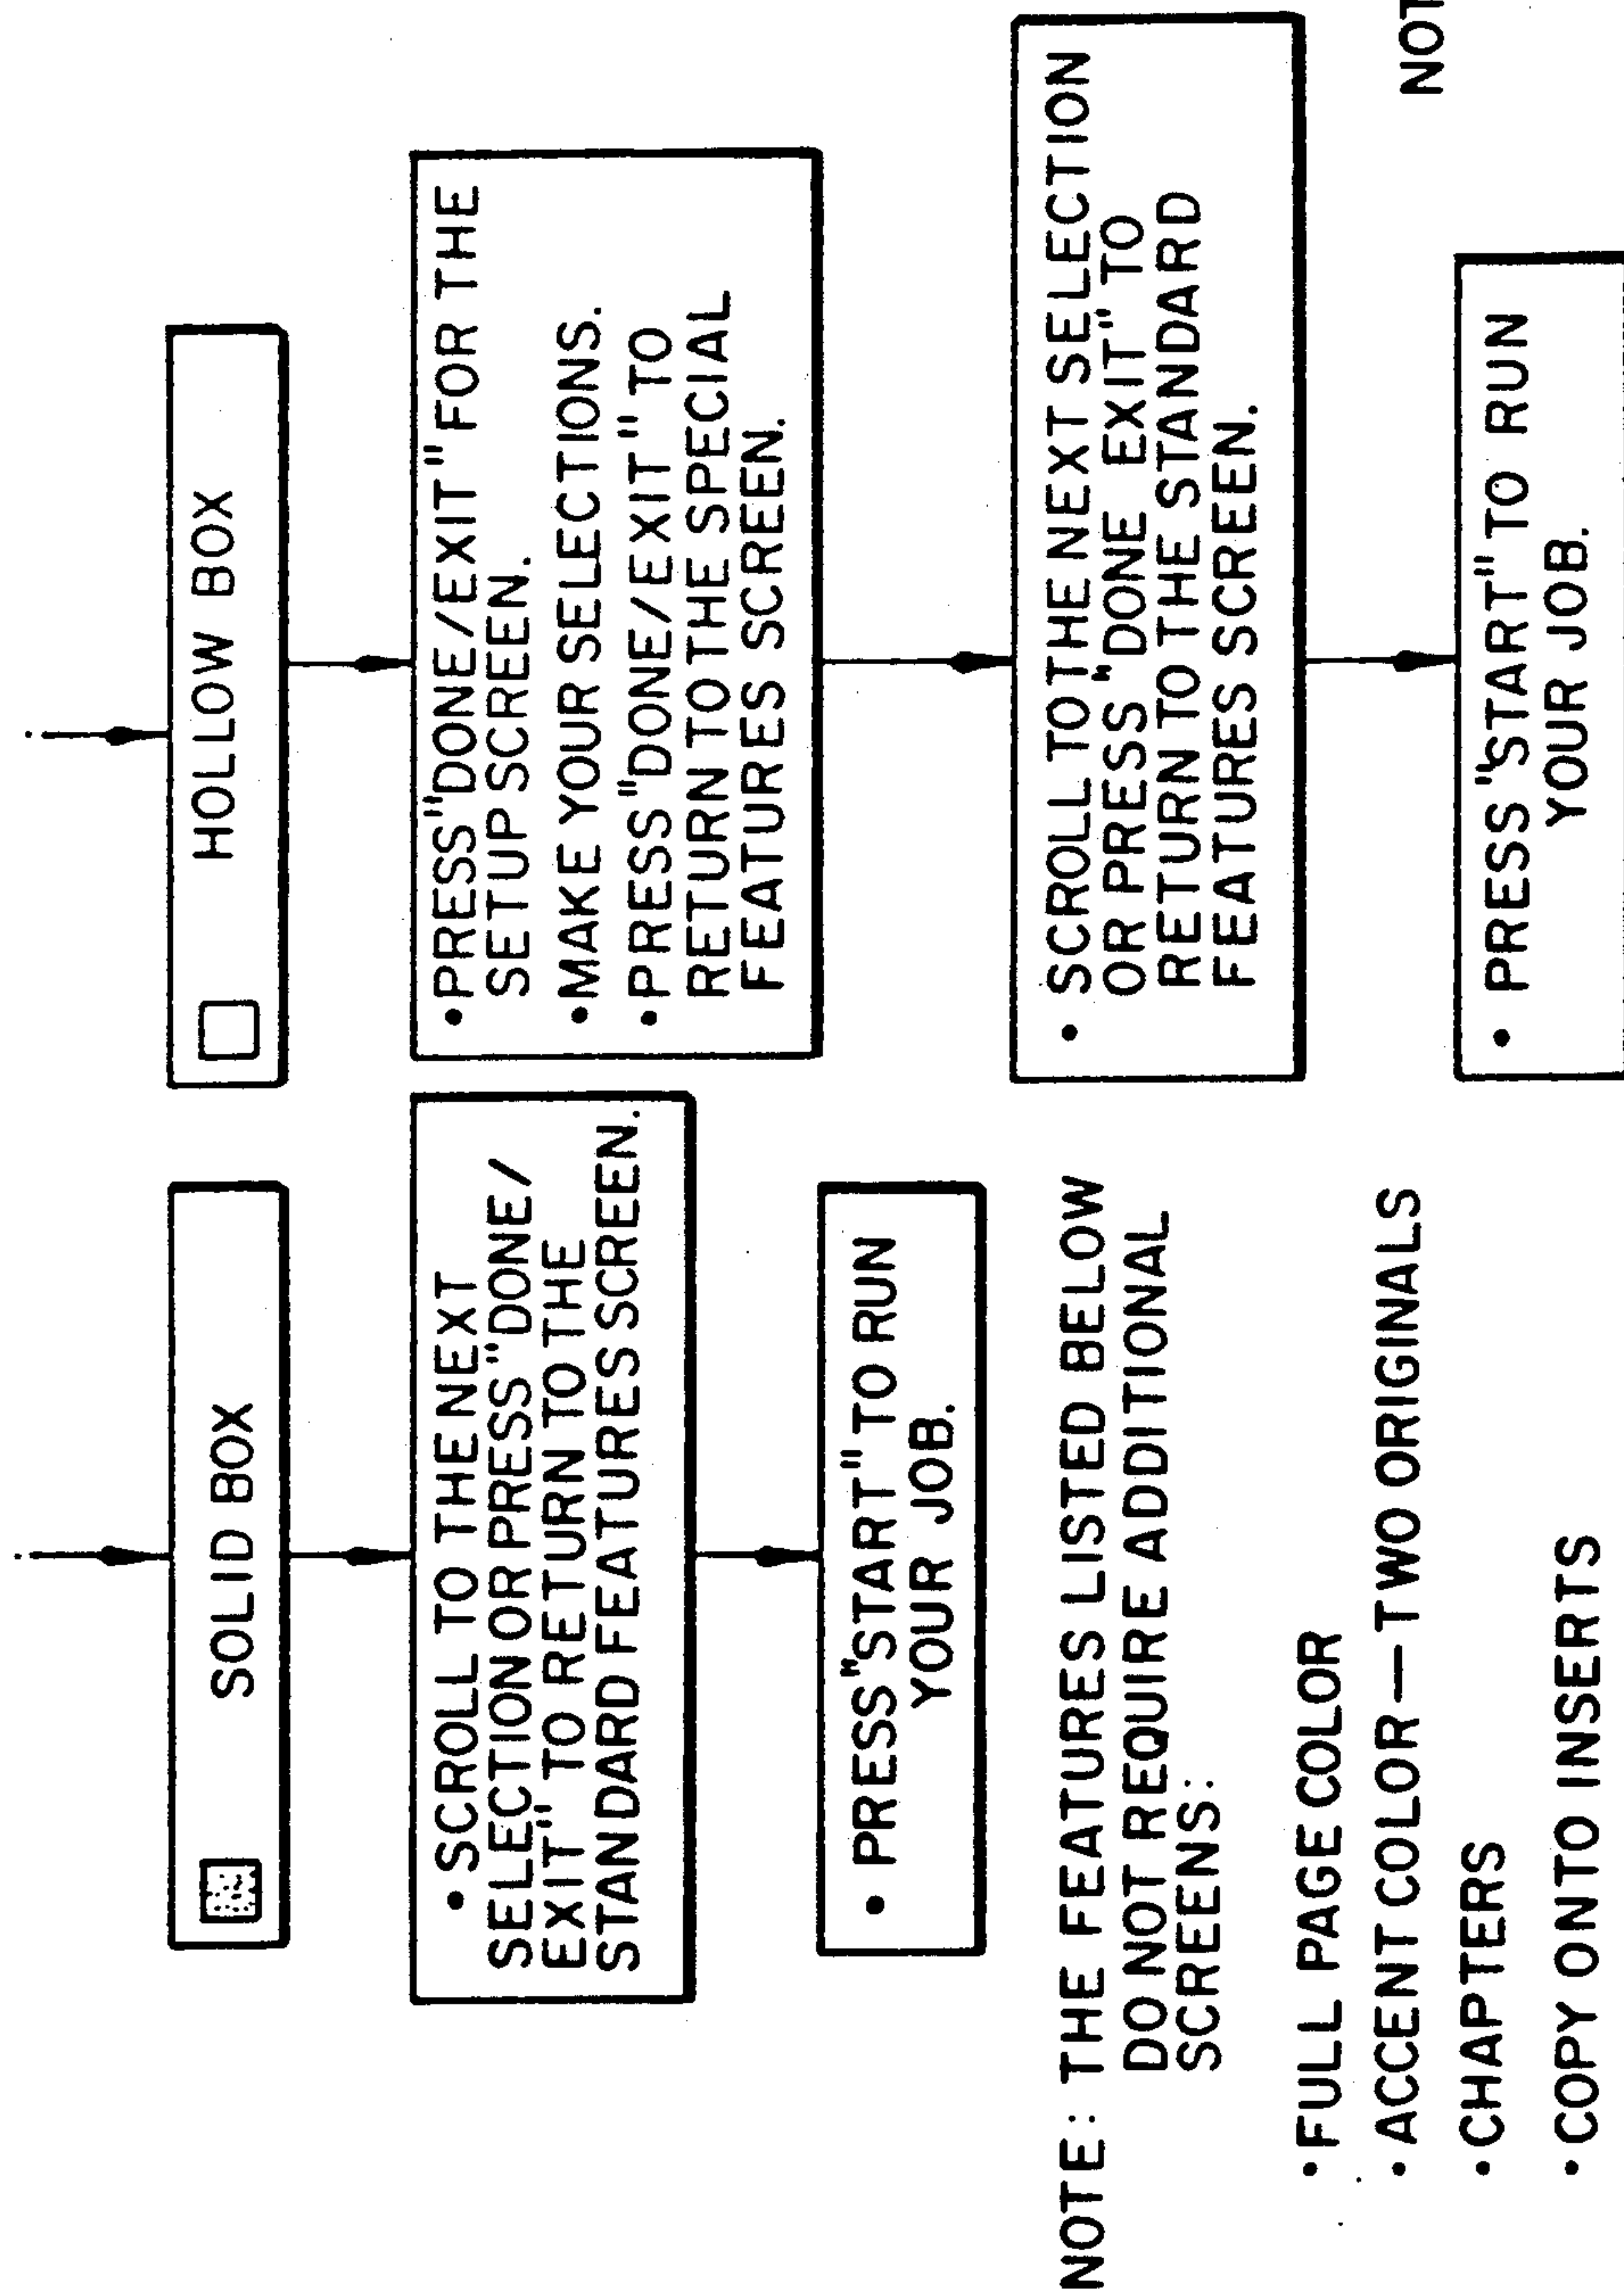 SOLID BOX
• SCROLL TO THE NEXT
SELECTION OR PRESS "DONE/
EXIT" TO RETURN TO THE
STANDARD FEATURES SCREEN.
• PRESS "START" TO RUN
YOUR JOB.
NOTE: THE FEATURES LISTED BELOW
DO NOT REQUIRE ADDITIONAL
SCREENS:
• FULL PAGE COLOR
• ACCENT COLOR — TWO ORIGINALS
• CHAPTERS
• COPY ONTO INSERTS
HOLLOW BOX
• PRESS "DONE/EXIT" FOR THE
SETUP SCREEN.
• MAKE YOUR SELECTIONS.
• PRESS "DONE/EXIT" TO
RETURN TO THE SPECIAL
FEATURES SCREEN.
• SCROLL TO THE NEXT SELECTION
OR PRESS "DONE EXIT" TO
RETURN TO THE STANDARD
FEATURES SCREEN.
• PRESS "START" TO RUN
YOUR JOB.